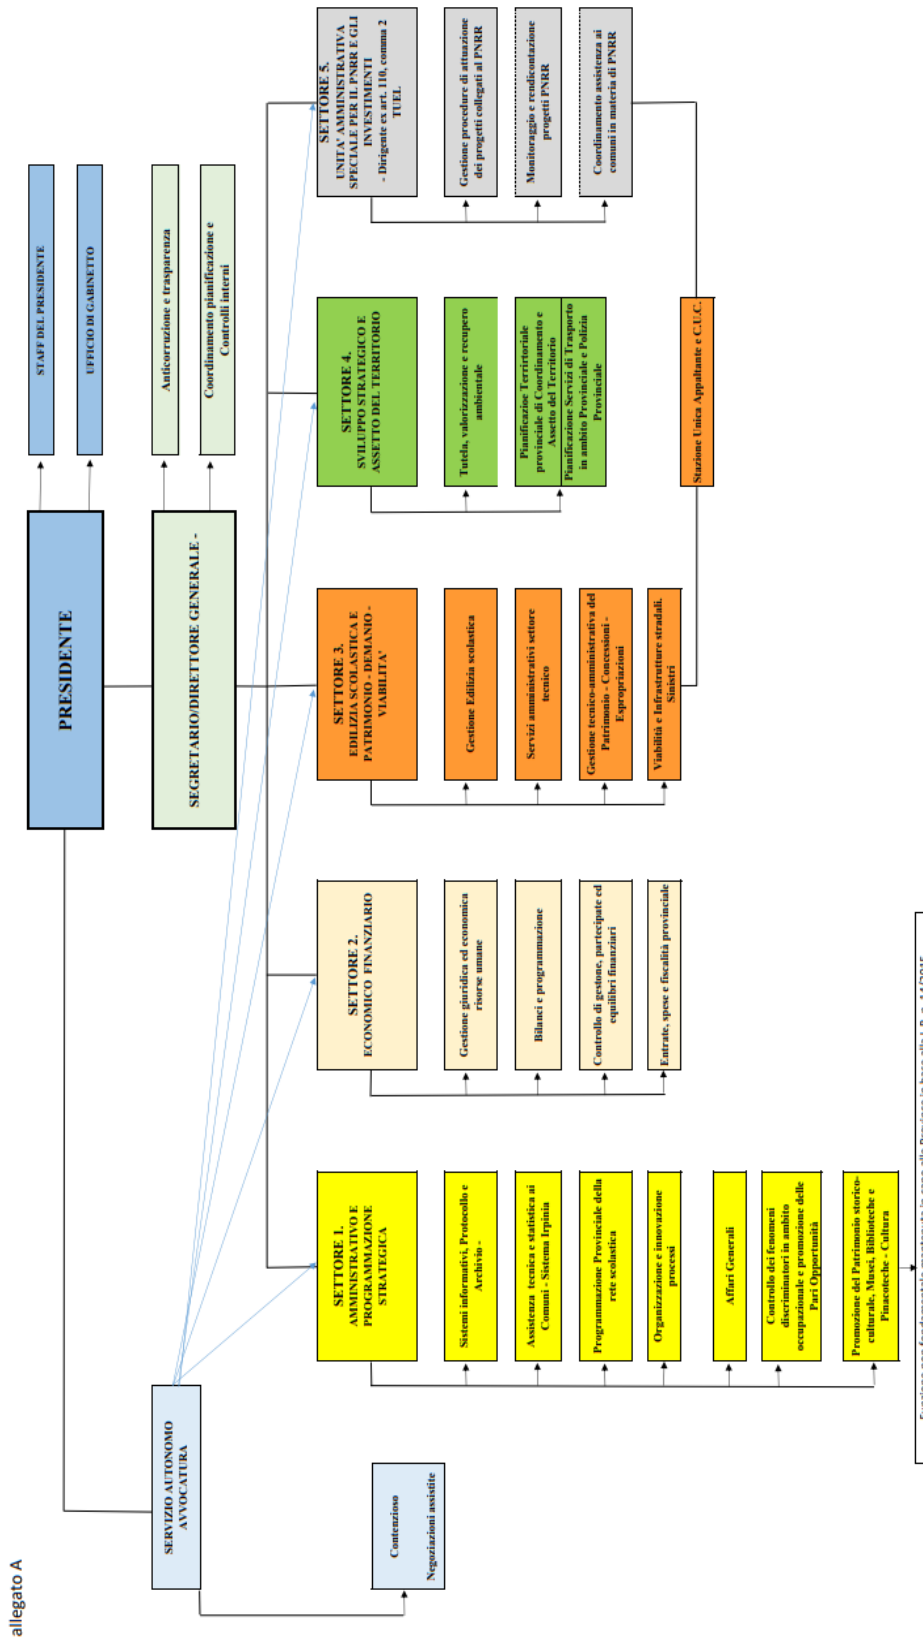 allegato A
PRESIDENTE
STAFF DEL PRESIDENTE
UFFICIO DI GABINETTO
SERVIZIO AUTONOMO
AVVOCATURA
SEGRETARIO/DIRETTORE GENERALE -
Anticorruzione e trasparenza
Coordinamento pianificazione e
Controlli interni
Contenzioso
Negoziazioni assistite
SETTORE 1.
AMMINISTRATIVO E
PROGRAMMAZIONE
STRATEGICA
Sistemi informativi, Protocollo e
Archivio -
Assistenza tecnica e statistica ai
Comuni - Sistema Irpinia
Programmazione Provinciale della
rete scolastica
Organizzazione e innovazione
processi
Affari Generali
Controllo dei fenomeni
discriminatori in ambito
occupazionale e promozione delle
Pari Opportunità
Promozione del Patrimonio storico-
culturale, Musei, Biblioteche e
Pinacoteche - Cultura
SETTORE 2.
ECONOMICO FINANZIARIO
Gestione giuridica ed economica
risorse umane
Bilanci e programmazione
Controllo di gestone, partecipate ed
equilibri finanziari
Entrate, spese e fiscalità provinciale
SETTORE 3.
EDILIZIA SCOLASTICA E
PATRIMONIO - DEMANIO -
VIABILITA'
Gestione Edilizia scolastica
Servizi amministrativi settore
tecnico
Gestione tecnico-amministrativa del
Patrimonio - Concessioni -
Espropriazioni
Viabilità e Infrastrutture stradali.
Sinistri
SETTORE 4.
SVILUPPO STRATEGICO E
ASSETTO DEL TERRITORIO
Tutela, valorizzazione e recupero
ambientale
Pianificazioe Terrirtoriale
provinciale di Coordinamento e
Assetto del Territorio
Pianificazione Servizi di Trasporto
in ambito Provinciale e Polizia
Provinciale
SETTORE 5.
UNITA' AMMINISTRATIVA
SPECIALE PER IL PNRR E GLI
INVESTIMENTI
- Dirigente ex art. 110, comma 2
TUEL
Gestione procedure di attuazione
dei progetti collegati al PNRR
Monitoraggio e rendicontazione
progetti PNRR
Coordinamento assistenza ai
comuni in materia di PNRR
Stazione Unica Appaltante e C.U.C.